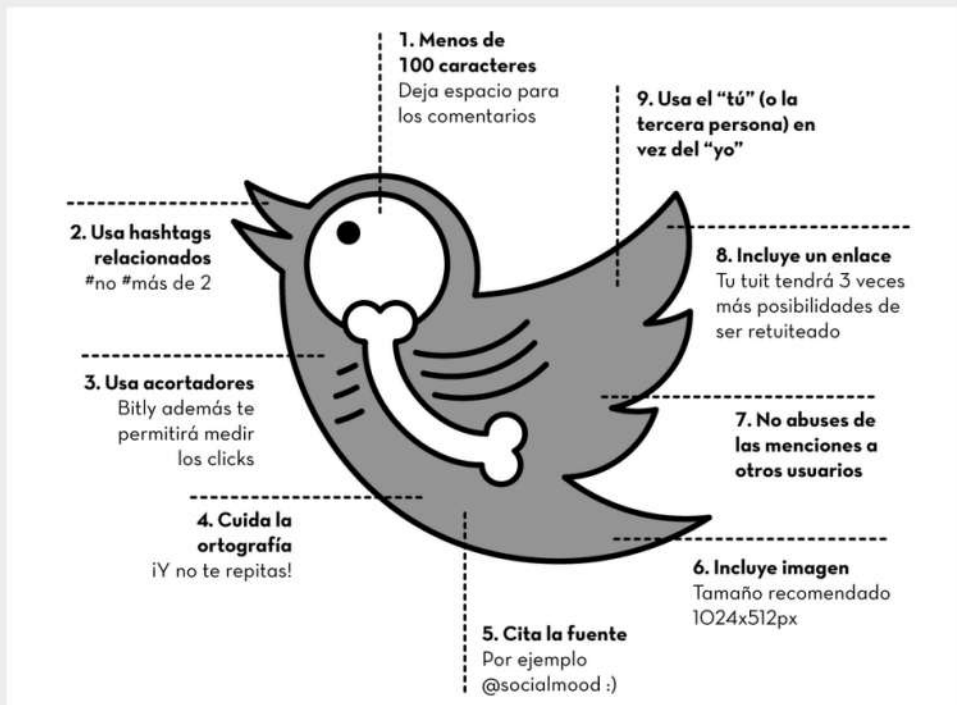 1. Menos de
100 caracteres
Deja espacio para
los comentarios
2. Usa hashtags
relacionados
#no #más de 2
3. Usa acortadores
Bitly además te
permitirá medir
los clicks
4. Cuida la
ortografía
¡Y no te repitas!
5. Cita la fuente
Por ejemplo
@socialmood :)
6. Incluye imagen
Tamaño recomendado
1024x512px
7. No abuses de
las menciones a
otros usuarios
8. Incluye un enlace
Tu tuit tendrá 3 veces
más posibilidades de
ser retuiteado
9. Usa el “tú” (o la
tercera persona) en
vez del “yo”